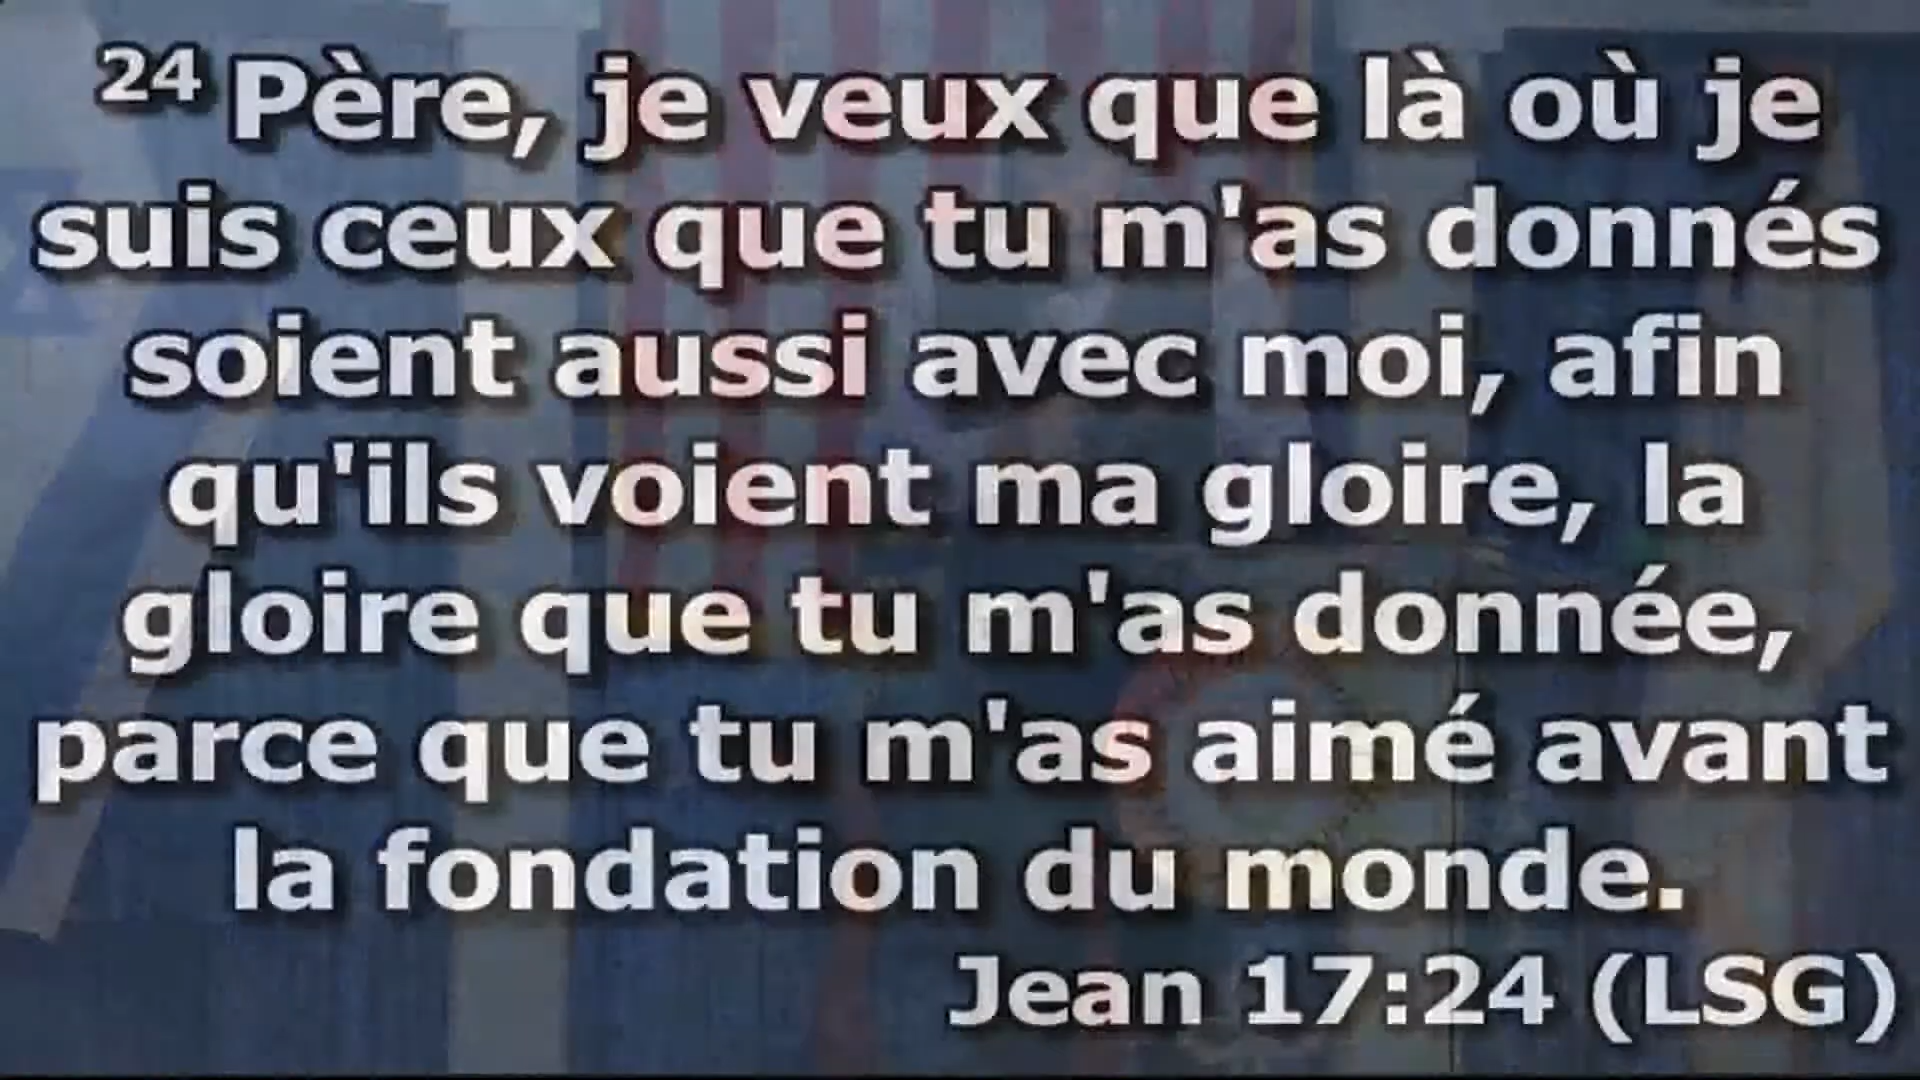 24 Père, je veux que là où je
suis ceux que tu m'as donnés
soient aussi avec moi, afin
qu'ils voient ma gloire, la
gloire que tu m'as donnée,
parce que tu m'as aimé avant
la fondation du monde.
Jean 17:24 (LSG)